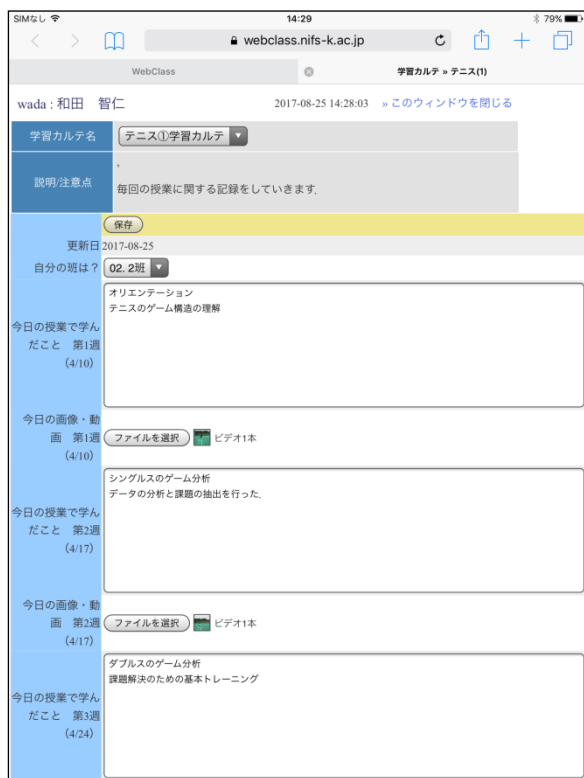 SIMなし 14:29 79%
webclass.nifs-k.ac.jp
WebClass 学習カルテ » テニス(1)
wada : 和田　智仁 2017-08-25 14:28:03 » このウィンドウを閉じる
学習カルテ名 テニス①学習カルテ
説明/注意点
毎回の授業に関する記録をしていきます.
保存
更新日 2017-08-25
自分の班は？ 02. 2班
今日の授業で学ん
だこと　第1週
（4/10）
オリエンテーション
テニスのゲーム構造の理解
今日の画像・動
画　第1週
（4/10）
ファイルを選択 ビデオ1本
今日の授業で学ん
だこと　第2週
（4/17）
シングルスのゲーム分析
データの分析と課題の抽出を行った.
今日の画像・動
画　第2週
（4/17）
ファイルを選択 ビデオ1本
今日の授業で学ん
だこと　第3週
（4/24）
ダブルスのゲーム分析
課題解決のための基本トレーニング